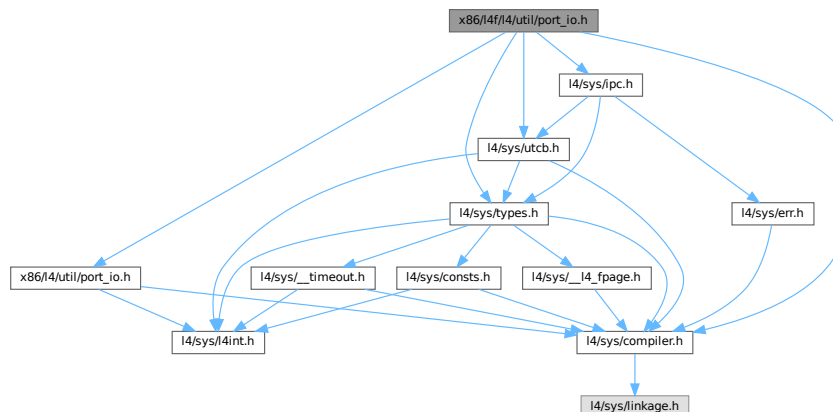 x86/l4f/l4/util/port_io.h
l4/sys/ipc.h
l4/sys/utcb.h
l4/sys/types.h
l4/sys/err.h
x86/l4/util/port_io.h
l4/sys/__timeout.h
l4/sys/consts.h
l4/sys/__l4_fpage.h
l4/sys/l4int.h
l4/sys/compiler.h
l4/sys/linkage.h